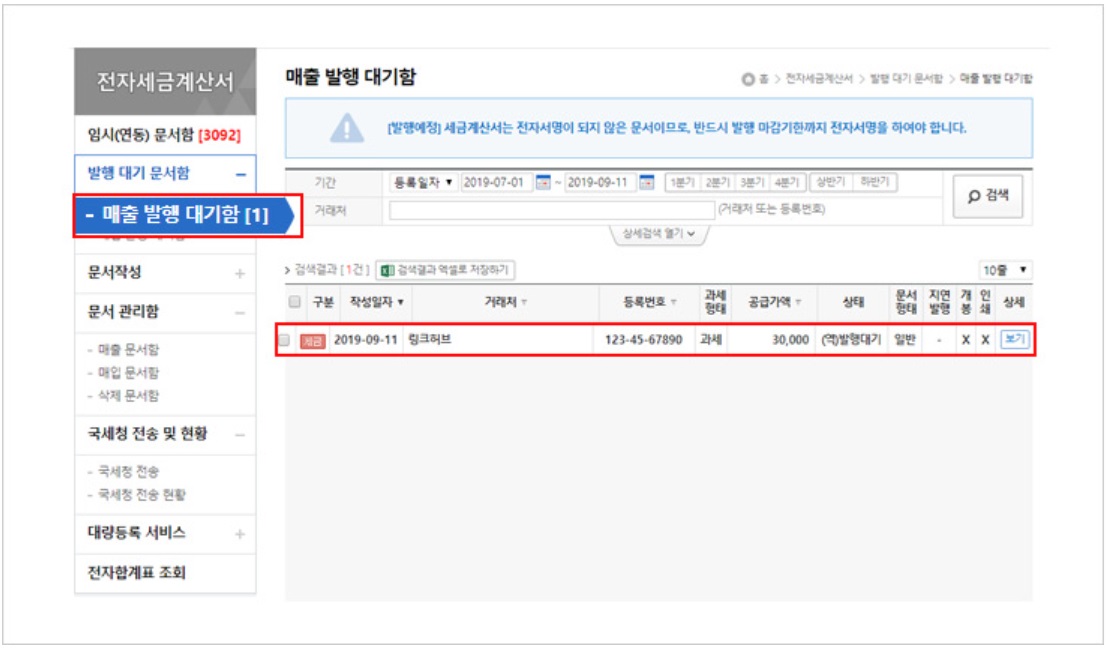 전자세금계산서
임시(연동) 문서함 [3092]
발행 대기 문서함 –
- 매출 발행 대기함 [1]
문서작성 +
문서 관리함 –
- 매출 문서함
- 매입 문서함
- 삭제 문서함
국세청 전송 및 현황 –
- 국세청 전송
- 국세청 전송 현황
대량등록 서비스 +
전자합계표 조회
매출 발행 대기함
홈 > 전자세금계산서 > 발행 대기 문서함 > 매출 발행 대기함
[발행예정] 세금계산서는 전자서명이 되지 않은 문서이므로, 반드시 발행 마감기한까지 전자서명을 하여야 합니다.
기간 등록일자 ▼ 2019-07-01 ~ 2019-09-11 1분기 2분기 3분기 4분기 상반기 하반기
거래처 (거래처 또는 등록번호)
검색
상세검색 열기
> 검색결과 [1건] 검색결과 엑셀로 저장하기 10줄 ▼
구분 작성일자 ▼ 거래처 등록번호 과세형태 공급가액 상태 문서형태 지연발행 개봉 인쇄 상세
세금 2019-09-11 링크허브 123-45-67890 과세 30,000 (역)발행대기 일반 - X X 보기